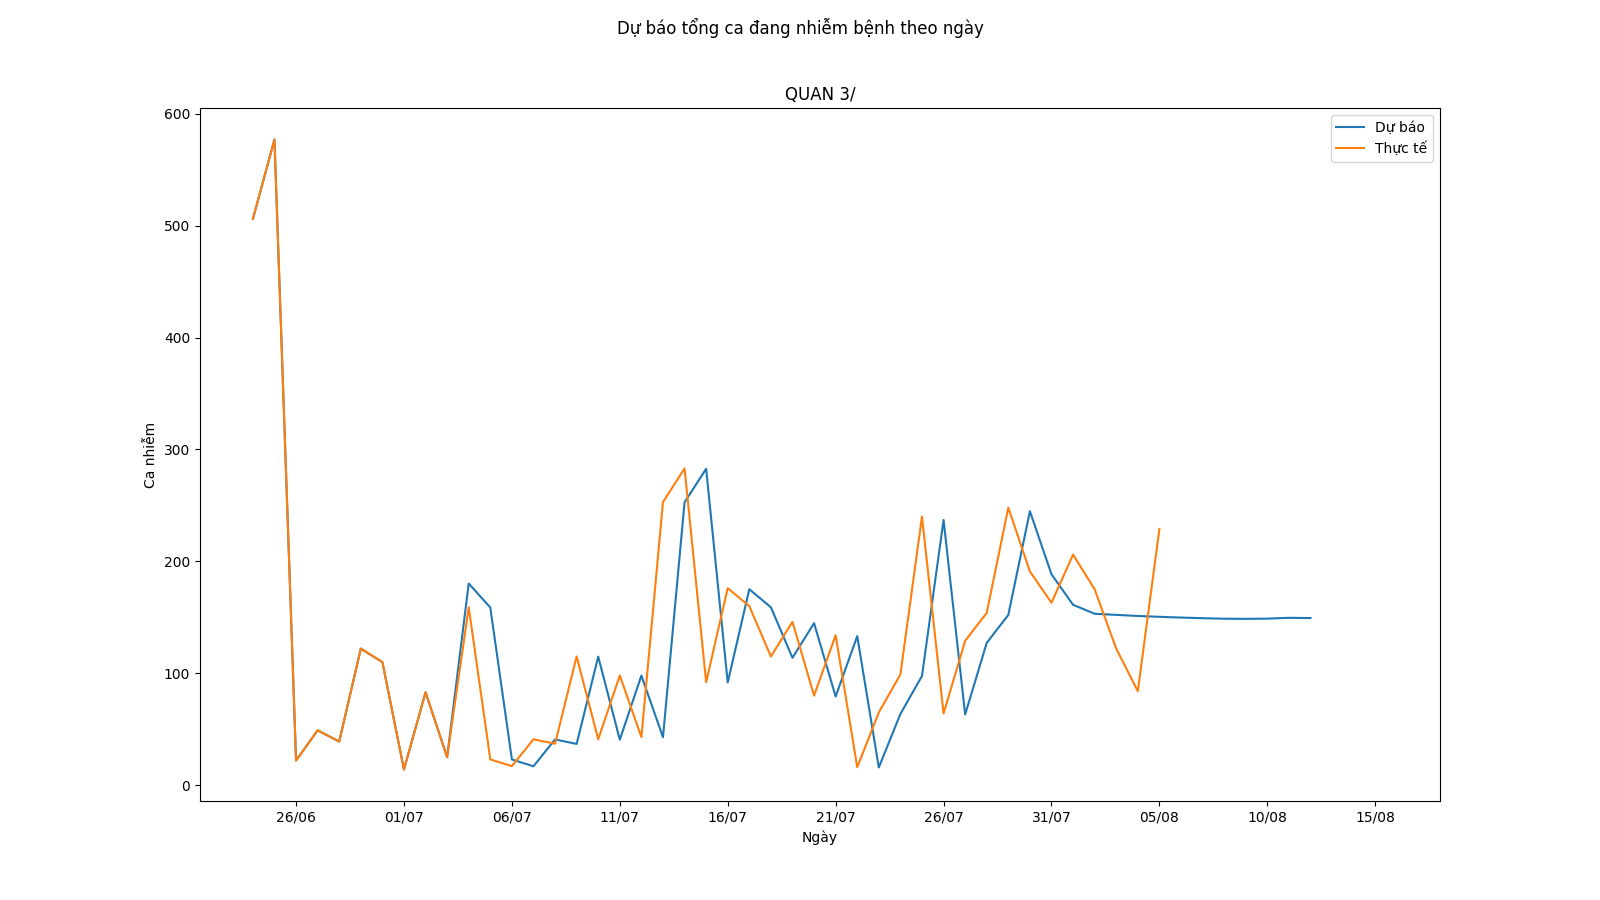 Dự báo tổng ca đang nhiễm bệnh theo ngày
QUAN 3/
Dự báo
Thực tế
600
500
400
300
200
100
0
Ca nhiễm
26/06 01/07 06/07 11/07 16/07 21/07 26/07 31/07 05/08 10/08 15/08
Ngày